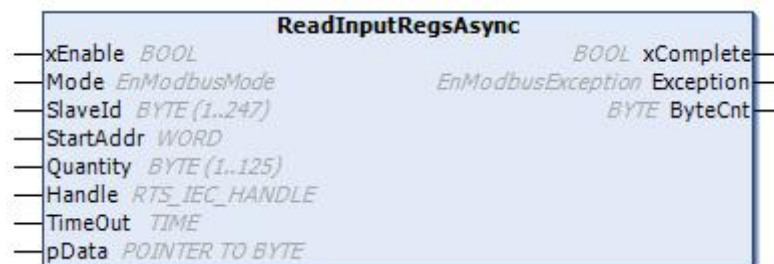 ReadInputRegsAsync
xEnable BOOL BOOL xComplete
Mode EnModbusMode EnModbusException Exception
SlaveId BYTE (1..247) BYTE ByteCnt
StartAddr WORD
Quantity BYTE (1..125)
Handle RTS_IEC_HANDLE
TimeOut TIME
pData POINTER TO BYTE